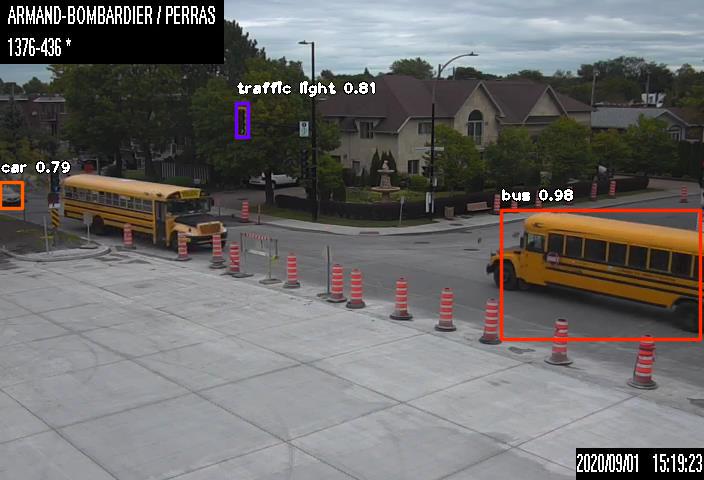 ARMAND-BOMBARDIER / PERRAS
1376-436 *
traffic light 0.81
car 0.79
bus 0.98
2020/09/01 15:19:23